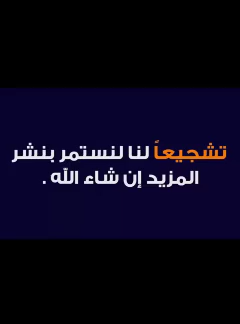 تشجيعاً لنا لنستمر بنشر
المزيد إن شاء الله .